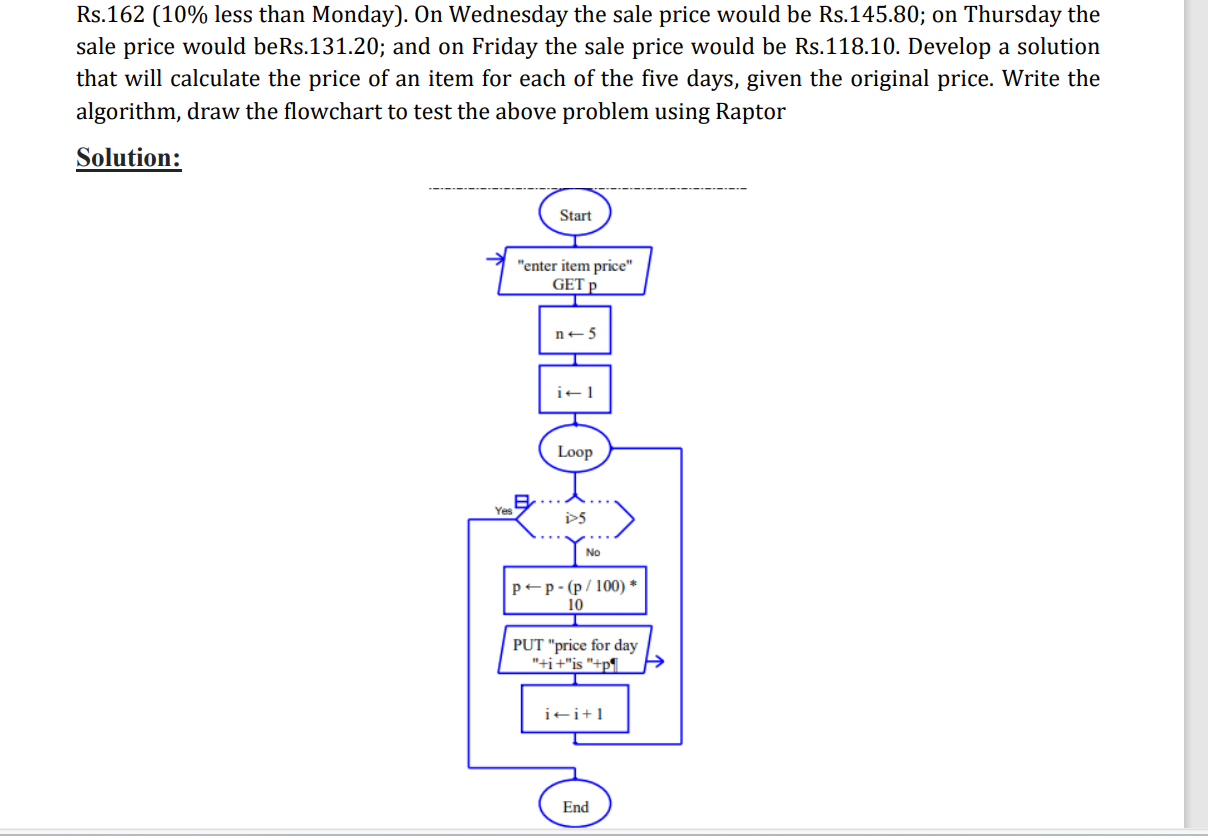 Rs.162 (10% less than Monday). On Wednesday the sale price would be Rs.145.80; on Thursday the
sale price would beRs.131.20; and on Friday the sale price would be Rs.118.10. Develop a solution
that will calculate the price of an item for each of the five days, given the original price. Write the
algorithm, draw the flowchart to test the above problem using Raptor
Solution:
Start
"enter item price"
GET p
n ← 5
i ← 1
Loop
Yes
i>5
No
p ← p - (p / 100) *
10
PUT "price for day
"+i +"is "+p¶
i ← i + 1
End